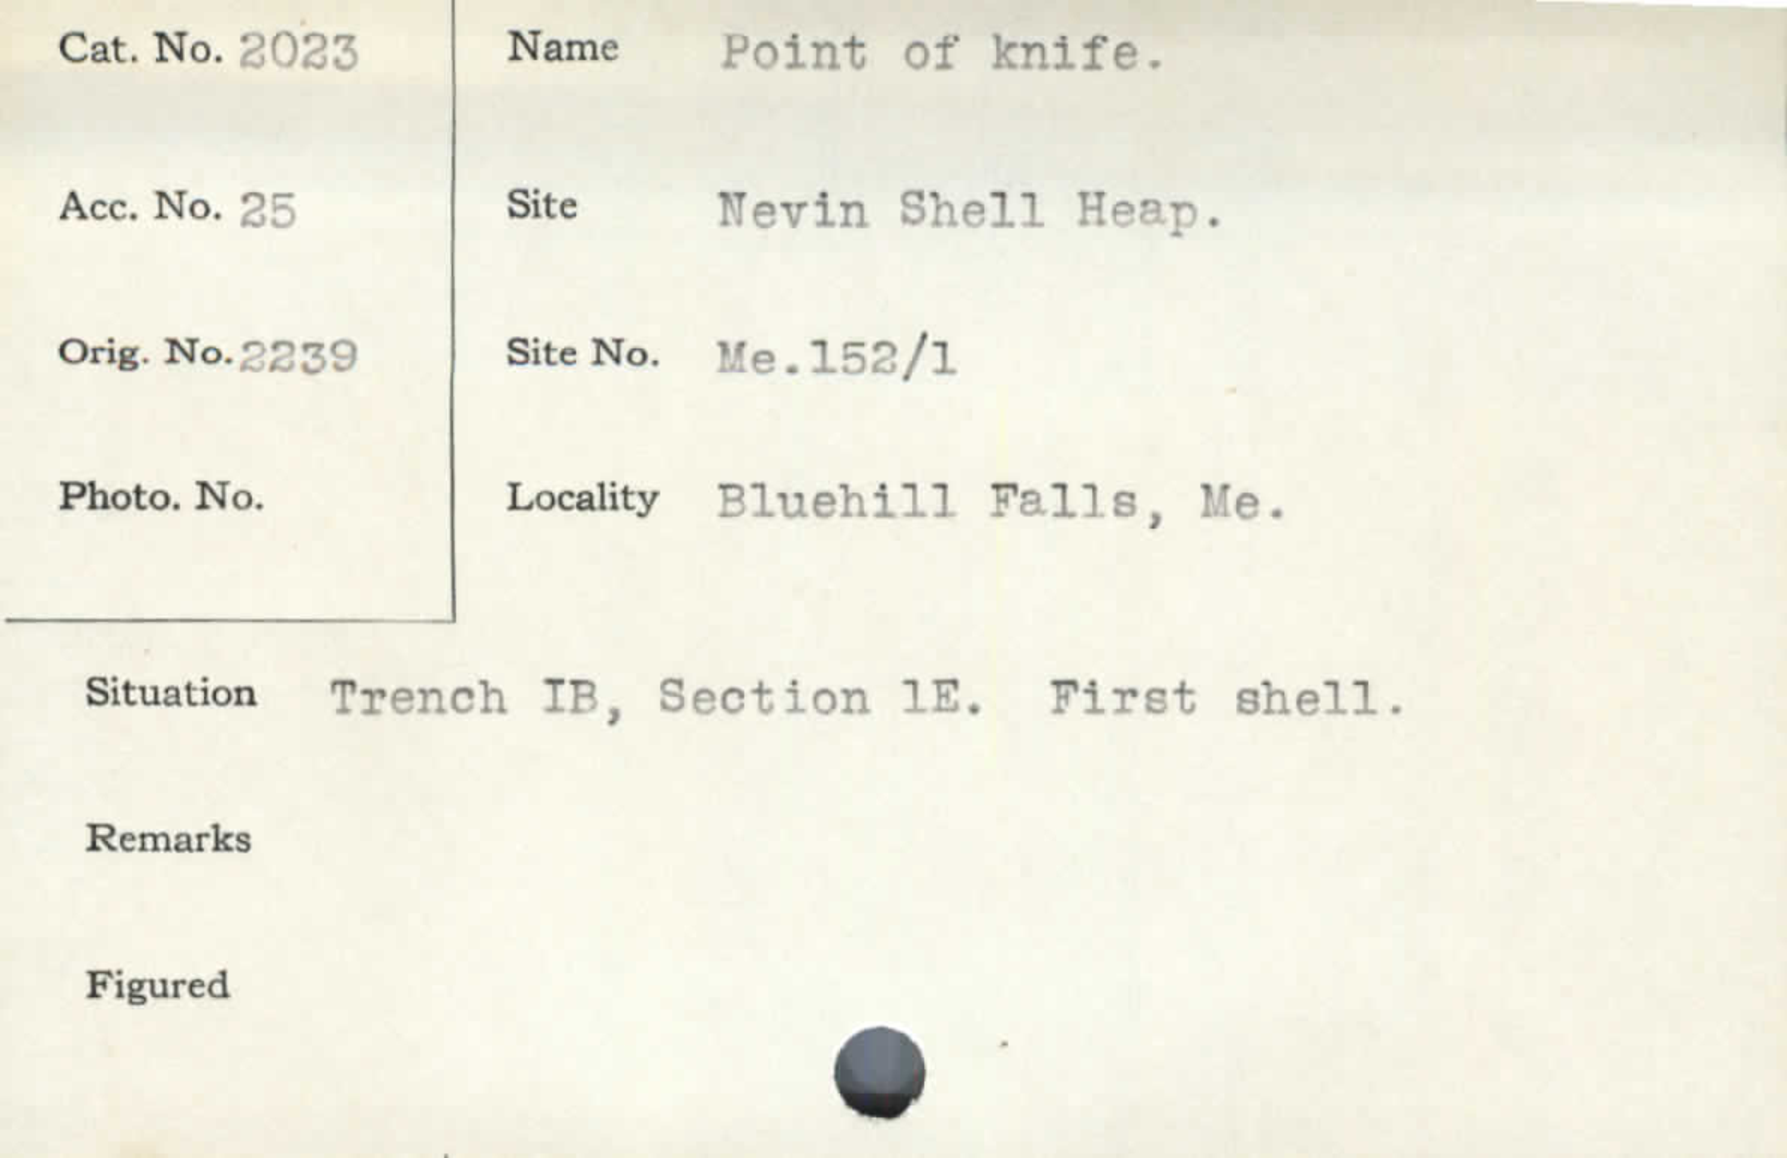 Cat. No. 2023
Name Point of knife.
Acc. No. 25
Site Nevin Shell Heap.
Orig. No. 2239
Site No. Me.152/1
Photo. No.
Locality Bluehill Falls, Me.
Situation Trench IB, Section 1E. First shell.
Remarks
Figured